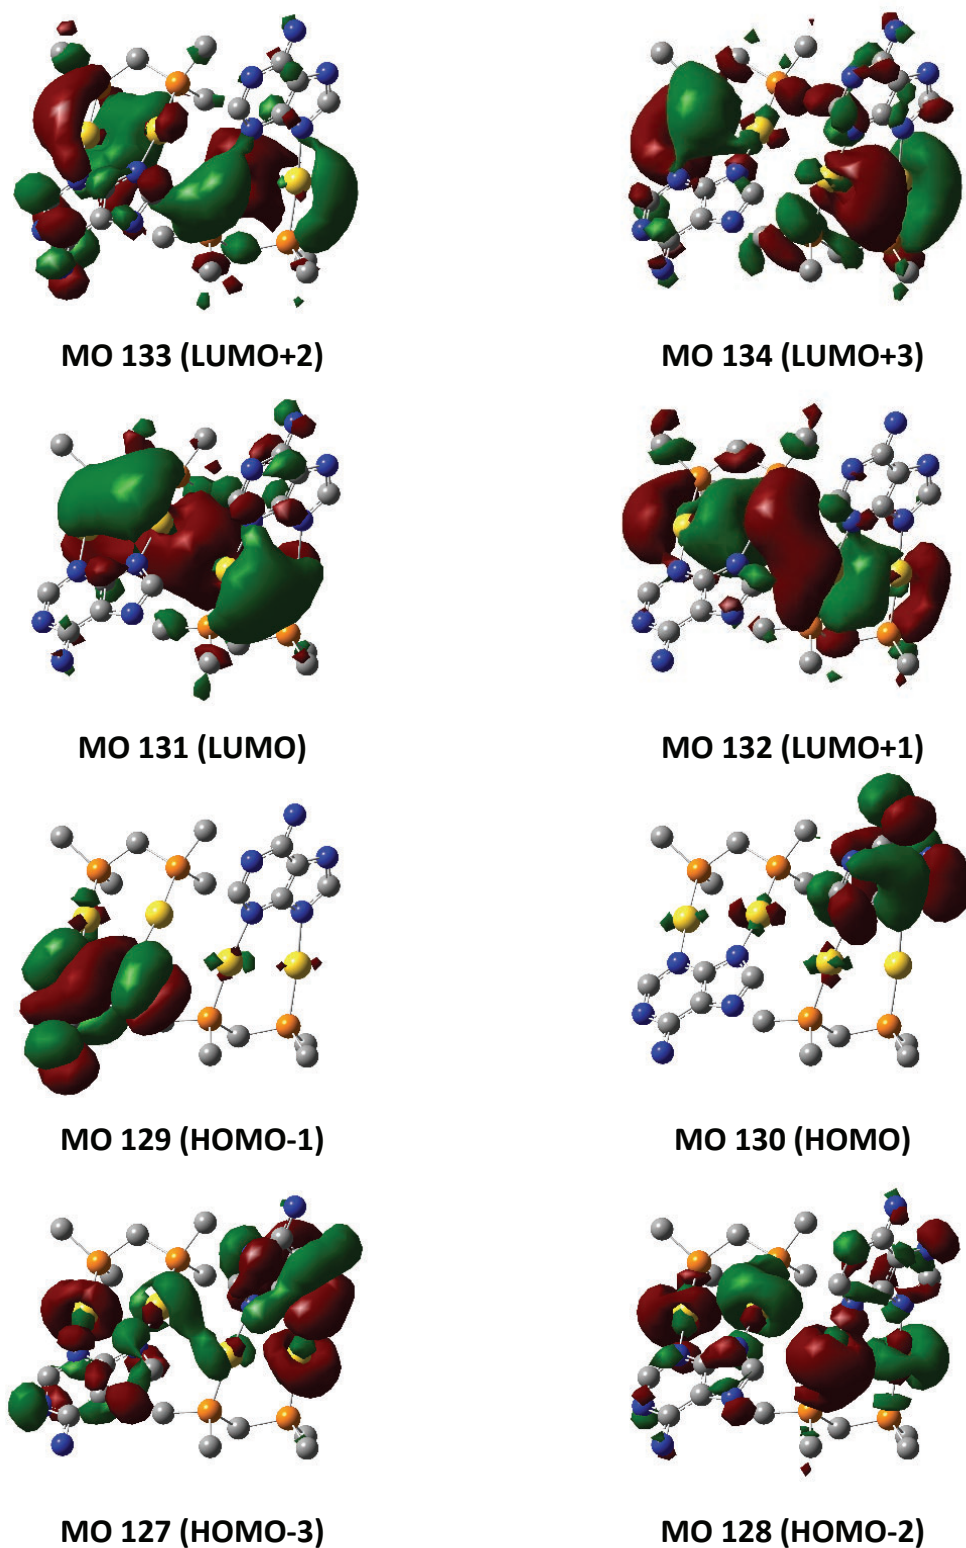 MO 133 (LUMO+2)
MO 134 (LUMO+3)
MO 131 (LUMO)
MO 132 (LUMO+1)
MO 129 (HOMO-1)
MO 130 (HOMO)
MO 127 (HOMO-3)
MO 128 (HOMO-2)